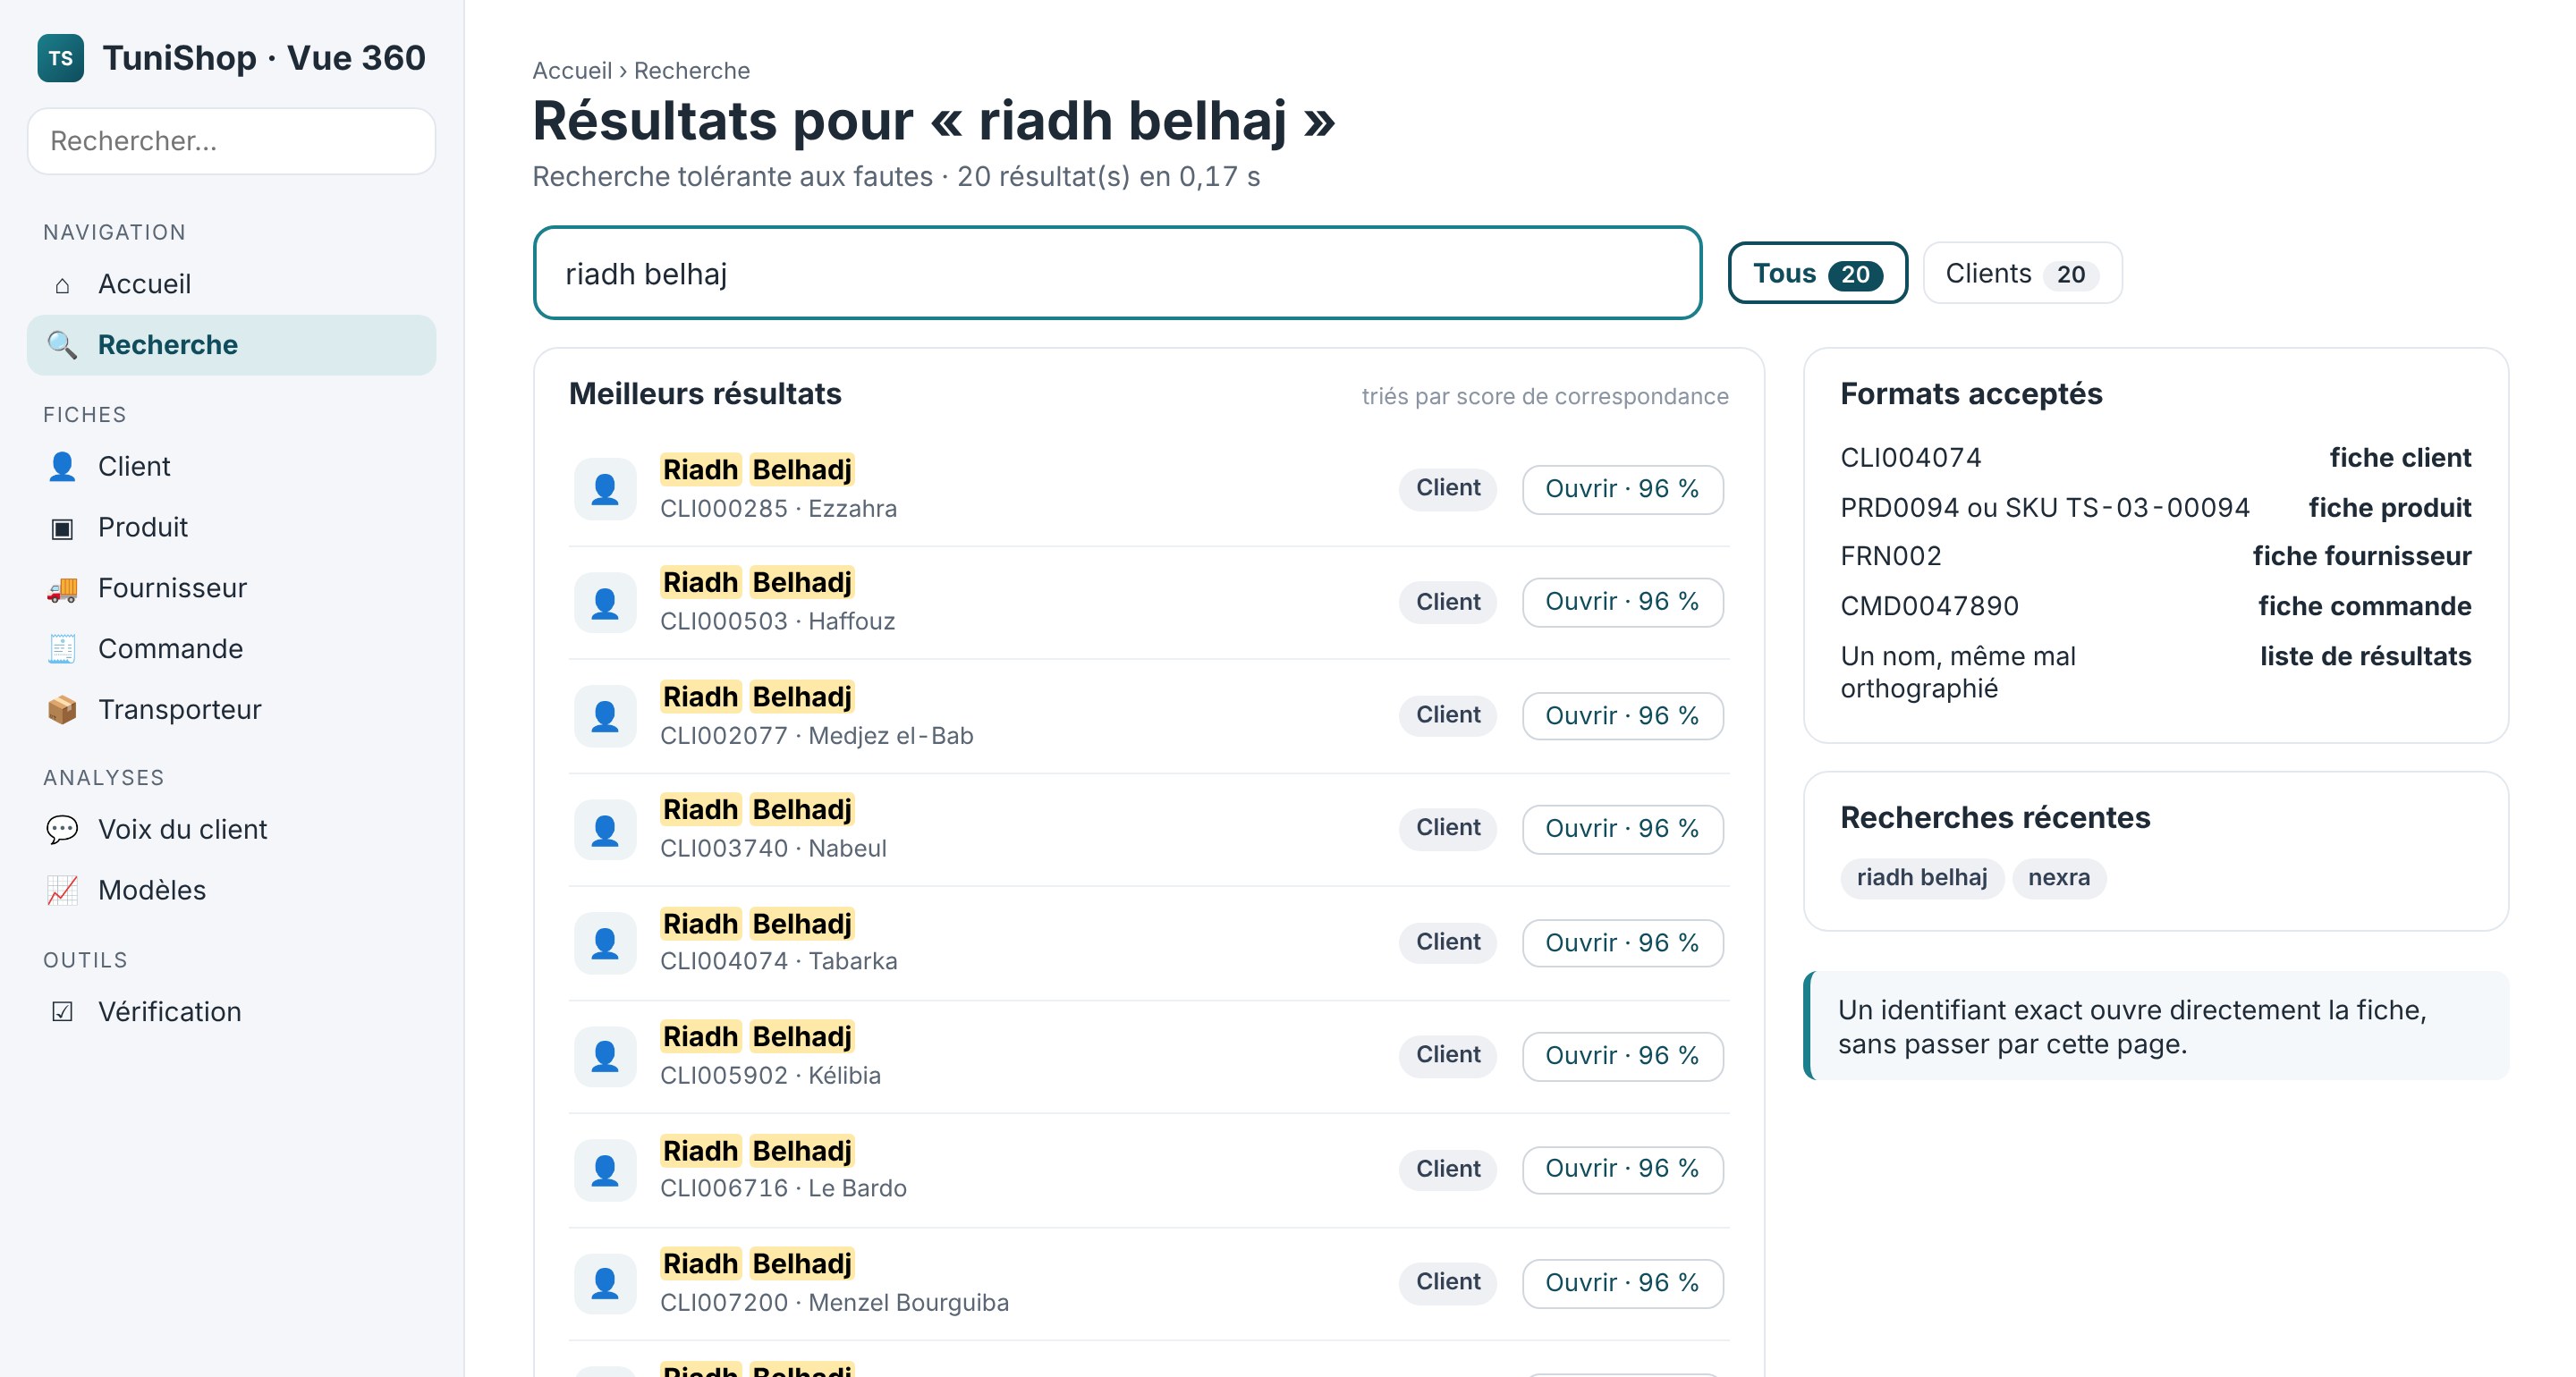 TS TuniShop · Vue 360
Rechercher...
NAVIGATION
Accueil
Recherche
FICHES
Client
Produit
Fournisseur
Commande
Transporteur
ANALYSES
Voix du client
Modèles
OUTILS
Vérification
Accueil › Recherche
Résultats pour « riadh belhaj »
Recherche tolérante aux fautes · 20 résultat(s) en 0,17 s
riadh belhaj
Tous 20
Clients 20
Meilleurs résultats
triés par score de correspondance
Riadh Belhadj
CLI000285 · Ezzahra
Client
Ouvrir · 96 %
Riadh Belhadj
CLI000503 · Haffouz
Client
Ouvrir · 96 %
Riadh Belhadj
CLI002077 · Medjez el-Bab
Client
Ouvrir · 96 %
Riadh Belhadj
CLI003740 · Nabeul
Client
Ouvrir · 96 %
Riadh Belhadj
CLI004074 · Tabarka
Client
Ouvrir · 96 %
Riadh Belhadj
CLI005902 · Kélibia
Client
Ouvrir · 96 %
Riadh Belhadj
CLI006716 · Le Bardo
Client
Ouvrir · 96 %
Riadh Belhadj
CLI007200 · Menzel Bourguiba
Client
Ouvrir · 96 %
Riadh Belhadj
Formats acceptés
CLI004074 fiche client
PRD0094 ou SKU TS-03-00094 fiche produit
FRN002 fiche fournisseur
CMD0047890 fiche commande
Un nom, même mal liste de résultats
orthographié
Recherches récentes
riadh belhaj nexra
Un identifiant exact ouvre directement la fiche,
sans passer par cette page.